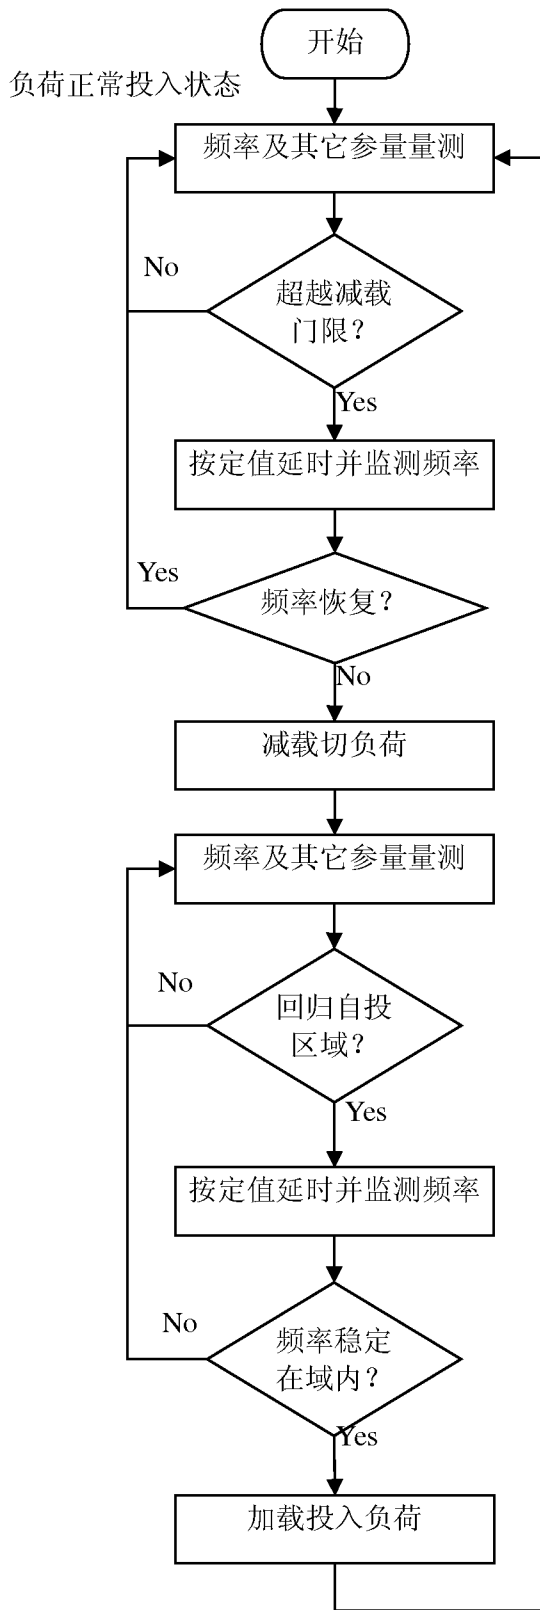 开始
负荷正常投入状态
频率及其它参量量测
No
超越减载
门限？
Yes
按定值延时并监测频率
Yes
频率恢复？
No
减载切负荷
频率及其它参量量测
No
回归自投
区域？
Yes
按定值延时并监测频率
No
频率稳定
在域内？
Yes
加载投入负荷